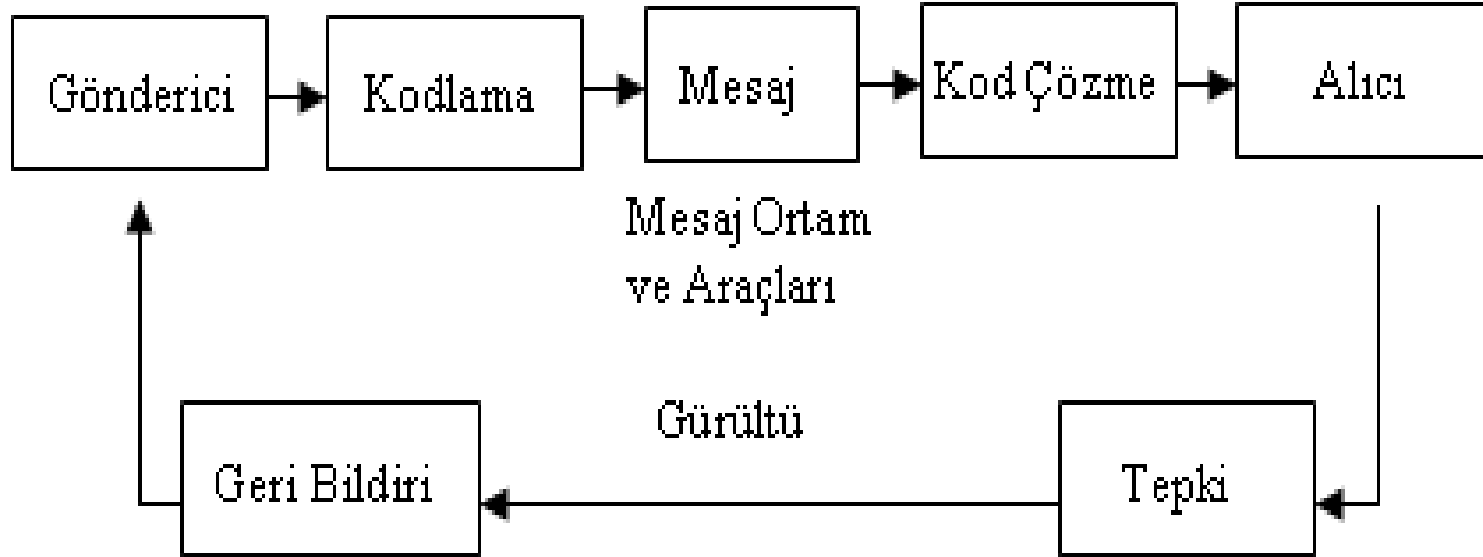 Gönderici
Kodlama
Mesaj
Kod Çözme
Alıcı
Mesaj Ortam
ve Araçları
Gürültü
Geri Bildiri
Tepki